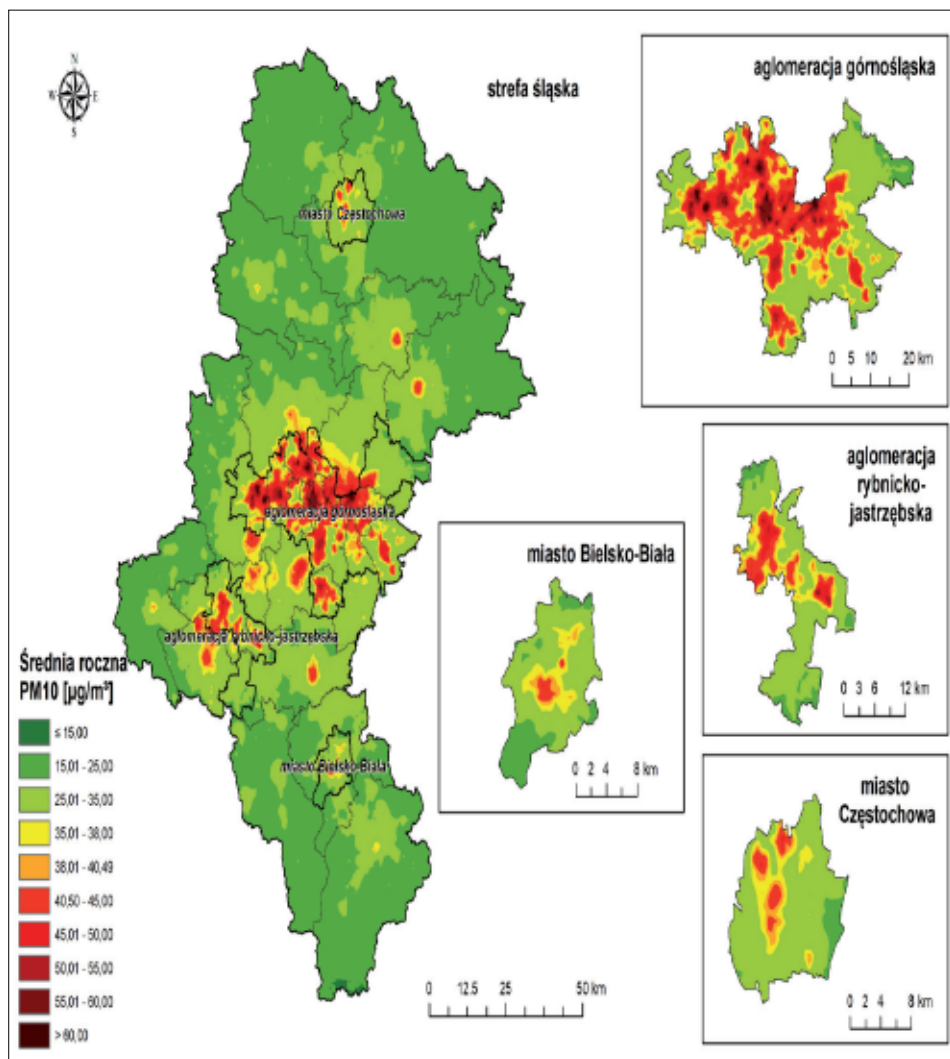 N
W E
S
strefa śląska
miasto Częstochowa
aglomeracja górnośląska
aglomeracja rybnicko-jastrzębska
miasto Bielsko-Biała
Średnia roczna
PM10 [µg/m³]
≤ 15,00
15,01 - 25,00
25,01 - 35,00
35,01 - 38,00
38,01 - 40,49
40,50 - 45,00
45,01 - 50,00
50,01 - 55,00
55,01 - 60,00
> 60,00
0 12.5 25 50 km
aglomeracja górnośląska
0 5 10 20 km
aglomeracja
rybnicko-
jastrzębska
0 3 6 12 km
miasto Bielsko-Biała
0 2 4 8 km
miasto
Częstochowa
0 2 4 8 km